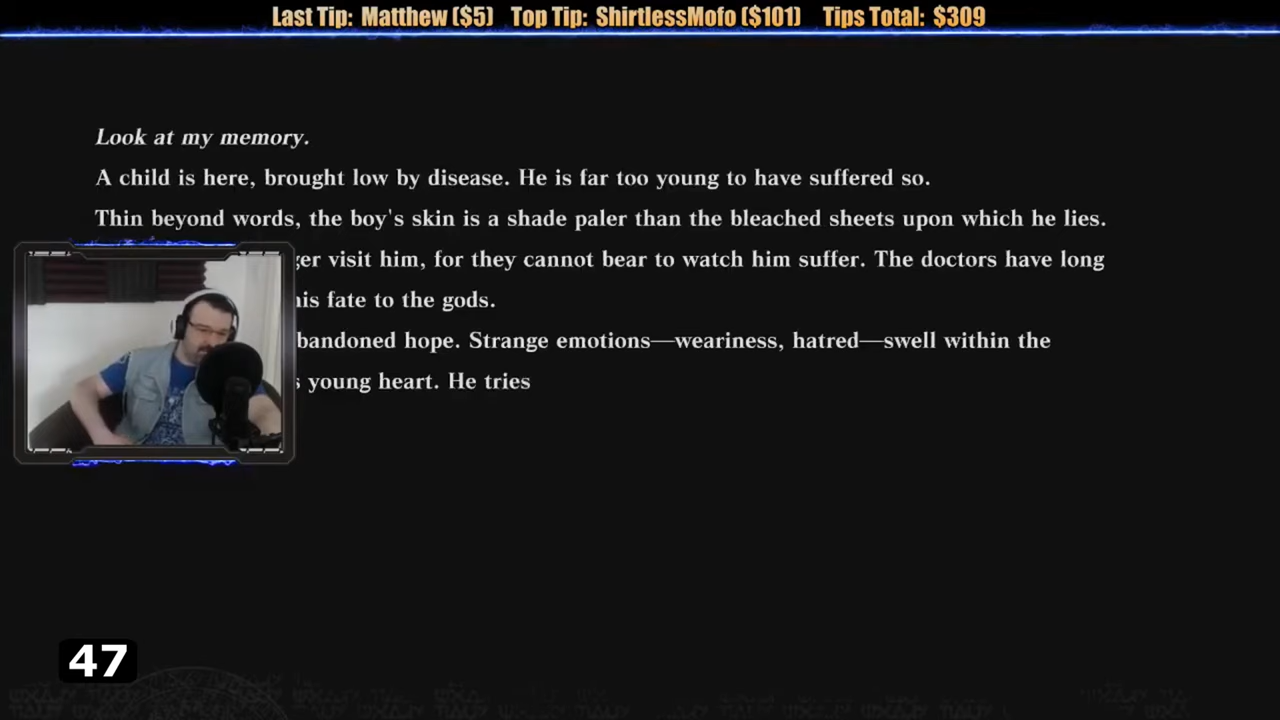 Last Tip: Matthew ($5) Top Tip: ShirtlessMofo ($101) Tips Total: $309
Look at my memory.
A child is here, brought low by disease. He is far too young to have suffered so.
Thin beyond words, the boy's skin is a shade paler than the bleached sheets upon which he lies.
visit him, for they cannot bear to watch him suffer. The doctors have long
fate to the gods.
hope. Strange emotions—weariness, hatred—swell within the
young heart. He tries
47